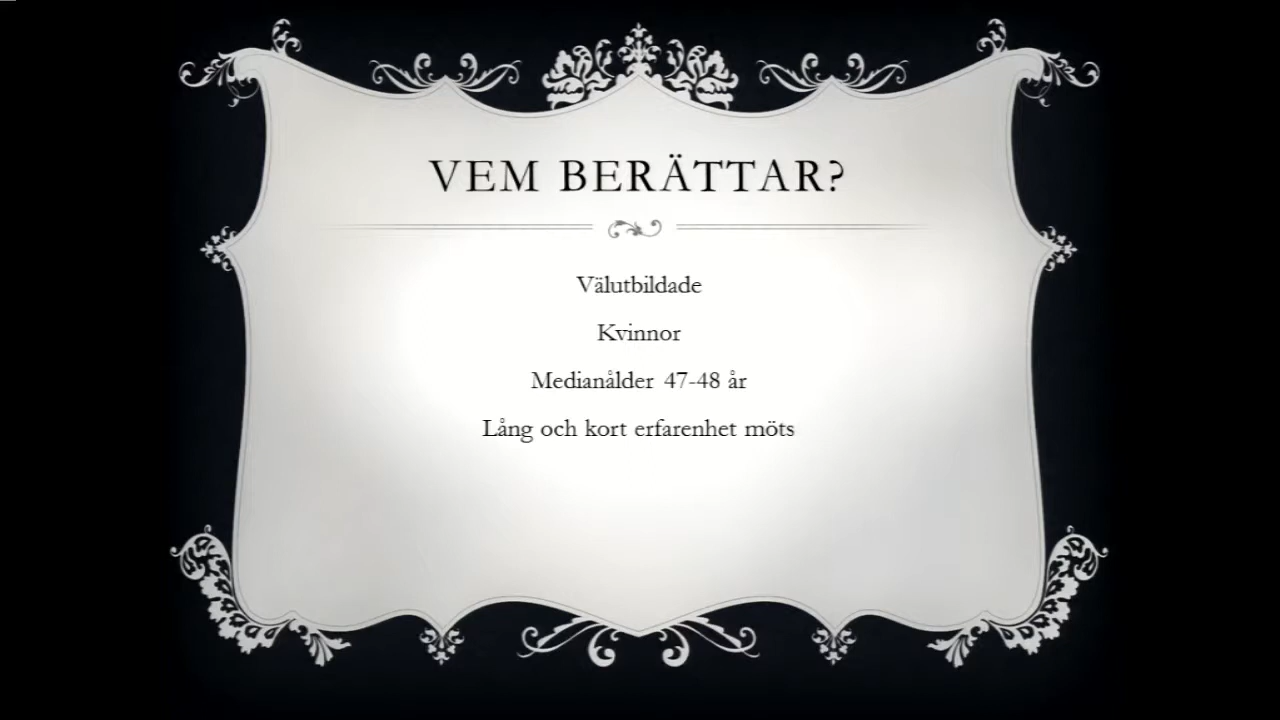 VEM BERÄTTAR?
Välutbildade
Kvinnor
Medianålder 47-48 år
Lång och kort erfarenhet möts